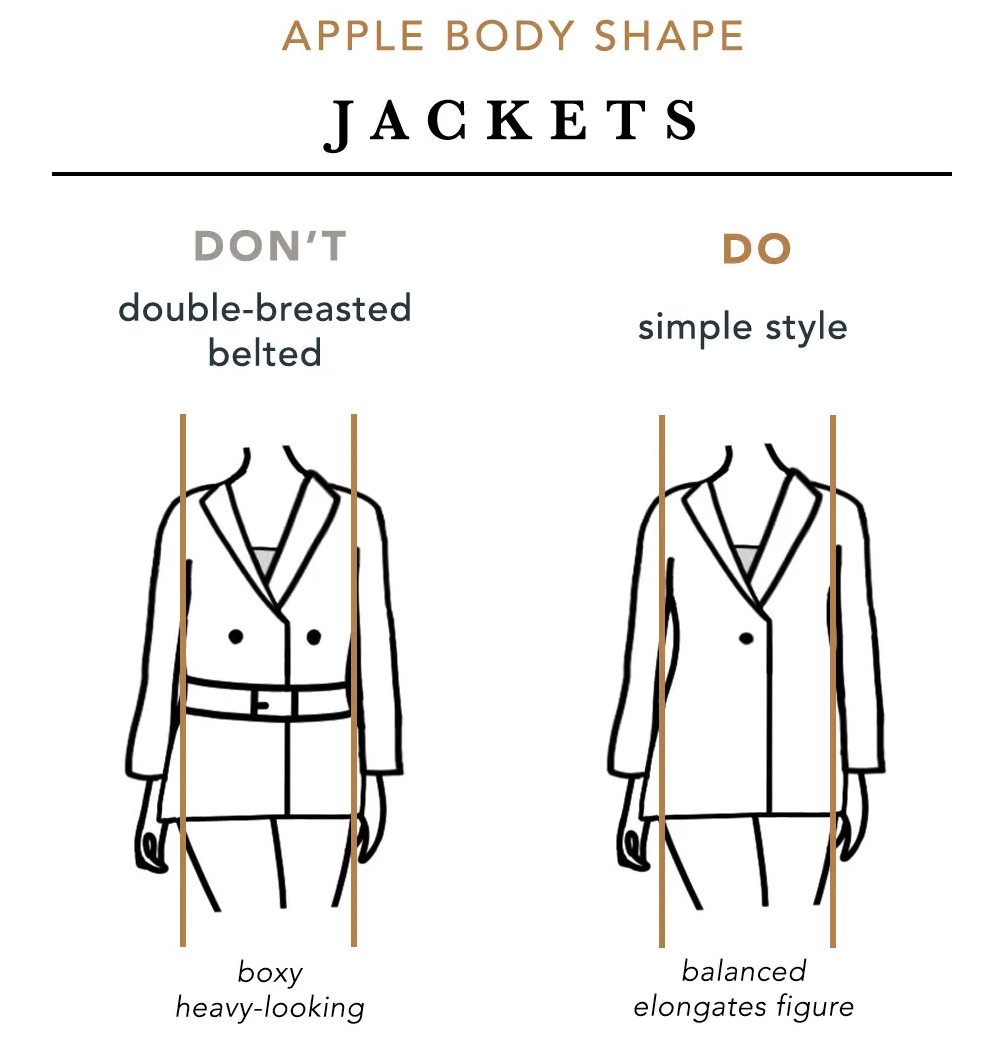 APPLE BODY SHAPE
JACKETS
DON'T
double-breasted
belted
boxy
heavy-looking
DO
simple style
balanced
elongates figure